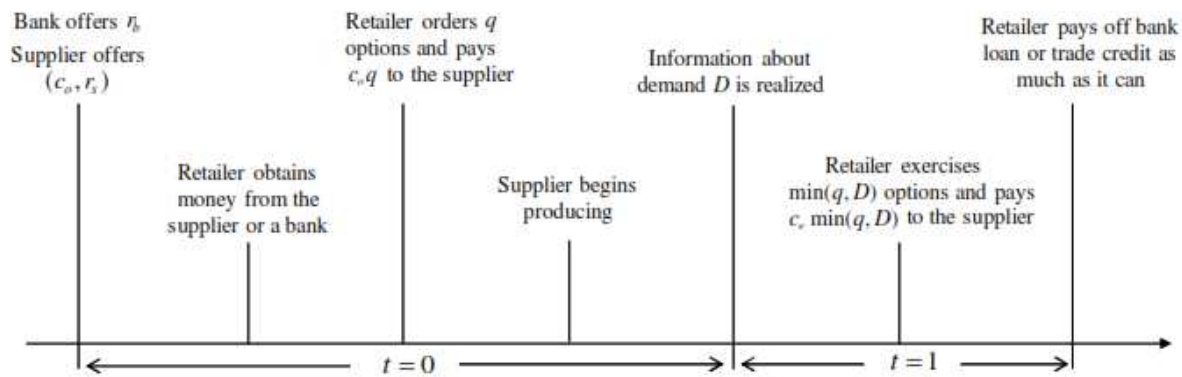 Bank offers r_b
Supplier offers
(c_o, r_s)
Retailer obtains
money from the
supplier or a bank
Retailer orders q
options and pays
c_o q to the supplier
Supplier begins
producing
Information about
demand D is realized
Retailer exercises
min(q, D) options and pays
c_e min(q, D) to the supplier
Retailer pays off bank
loan or trade credit as
much as it can
t = 0
t = 1